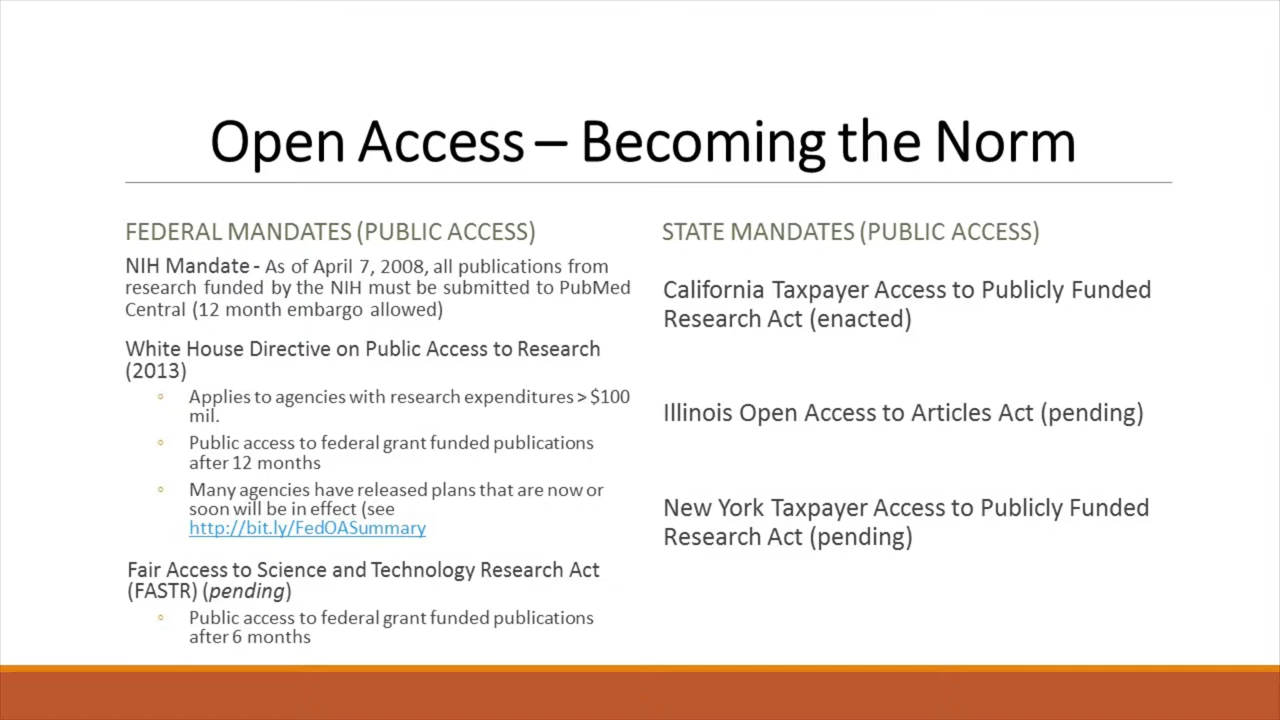 Open Access – Becoming the Norm
FEDERAL MANDATES (PUBLIC ACCESS)
NIH Mandate - As of April 7, 2008, all publications from
research funded by the NIH must be submitted to PubMed
Central (12 month embargo allowed)
White House Directive on Public Access to Research
(2013)
Applies to agencies with research expenditures > $100
mil.
Public access to federal grant funded publications
after 12 months
Many agencies have released plans that are now or
soon will be in effect (see
http://bit.ly/FedOASummary
Fair Access to Science and Technology Research Act
(FASTR) (pending)
Public access to federal grant funded publications
after 6 months
STATE MANDATES (PUBLIC ACCESS)
California Taxpayer Access to Publicly Funded
Research Act (enacted)
Illinois Open Access to Articles Act (pending)
New York Taxpayer Access to Publicly Funded
Research Act (pending)